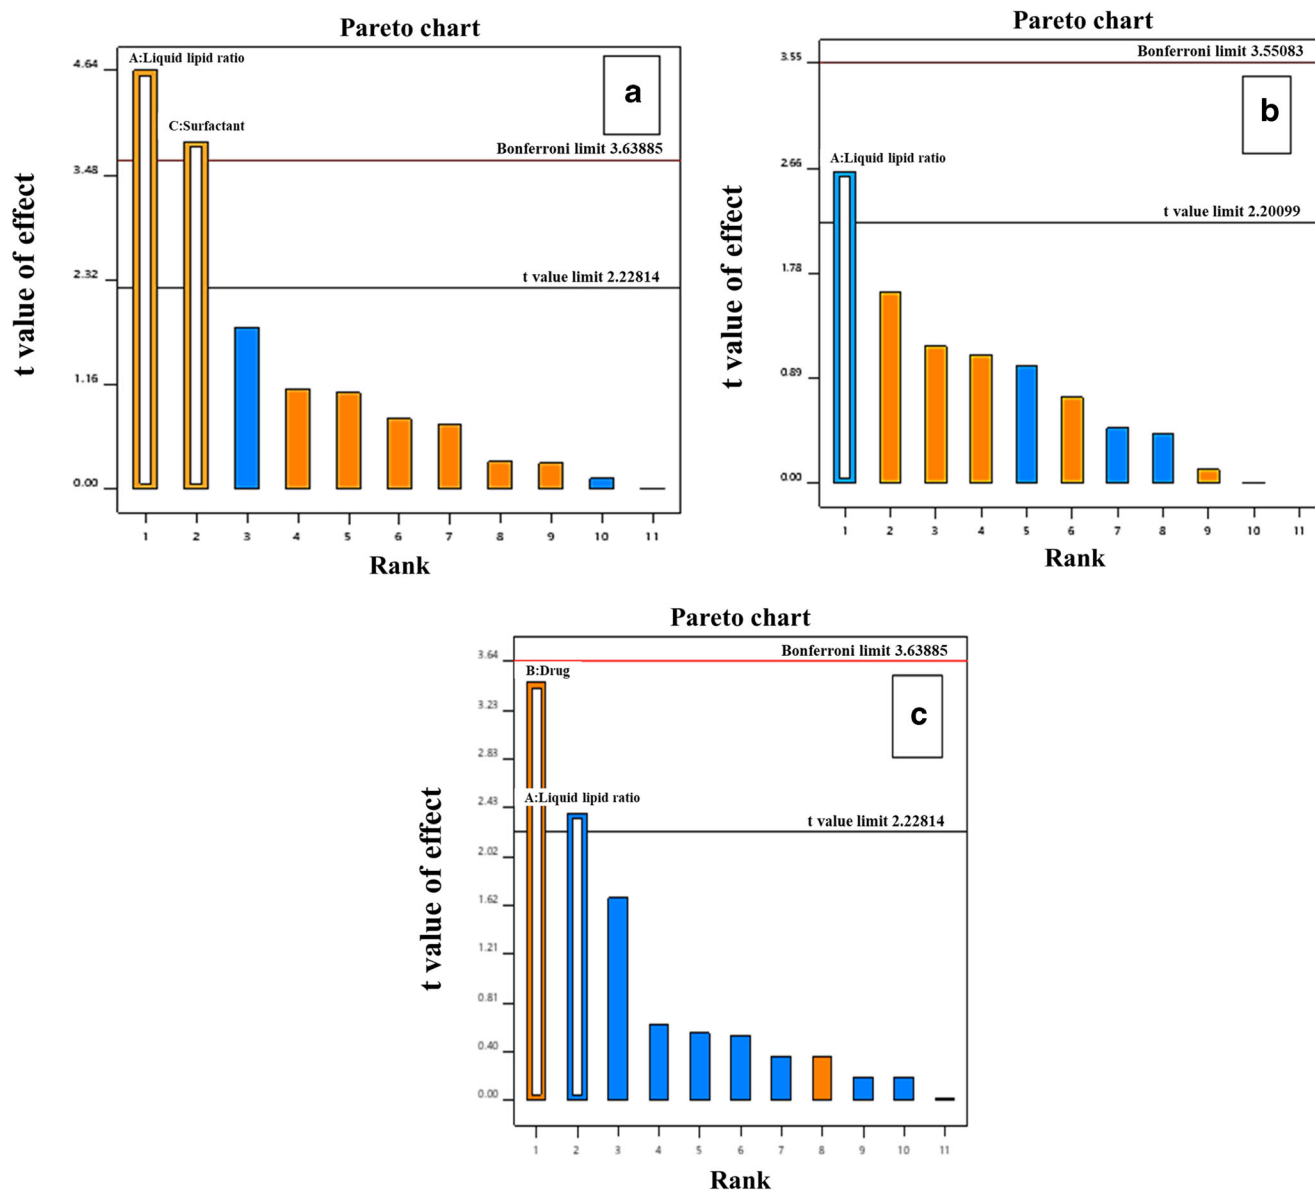 Pareto chart
4.64
3.48
2.32
1.16
0.00
A:Liquid lipid ratio
C:Surfactant
a
Bonferroni limit 3.63885
t value limit 2.22814
t value of effect
1 2 3 4 5 6 7 8 9 10 11
Rank
Pareto chart
3.55
2.66
1.78
0.89
0.00
Bonferroni limit 3.55083
b
A:Liquid lipid ratio
t value limit 2.20099
t value of effect
1 2 3 4 5 6 7 8 9 10 11
Rank
Pareto chart
3.64
3.23
2.83
2.43
2.02
1.62
1.21
0.81
0.40
0.00
Bonferroni limit 3.63885
B:Drug
c
A:Liquid lipid ratio
t value limit 2.22814
t value of effect
1 2 3 4 5 6 7 8 9 10 11
Rank